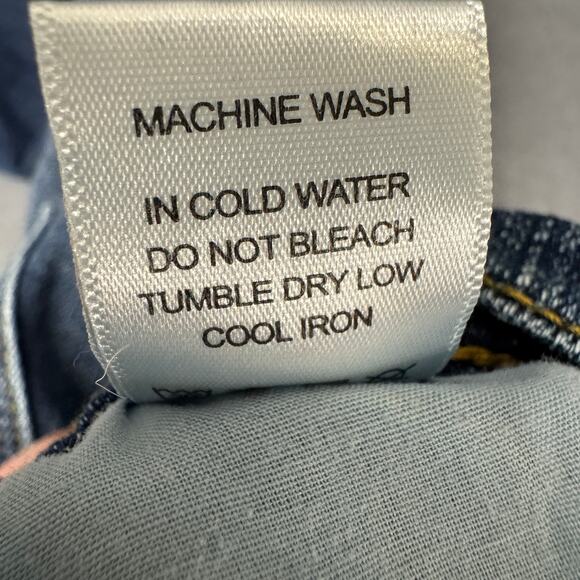 MACHINE WASH
IN COLD WATER
DO NOT BLEACH
TUMBLE DRY LOW
COOL IRON